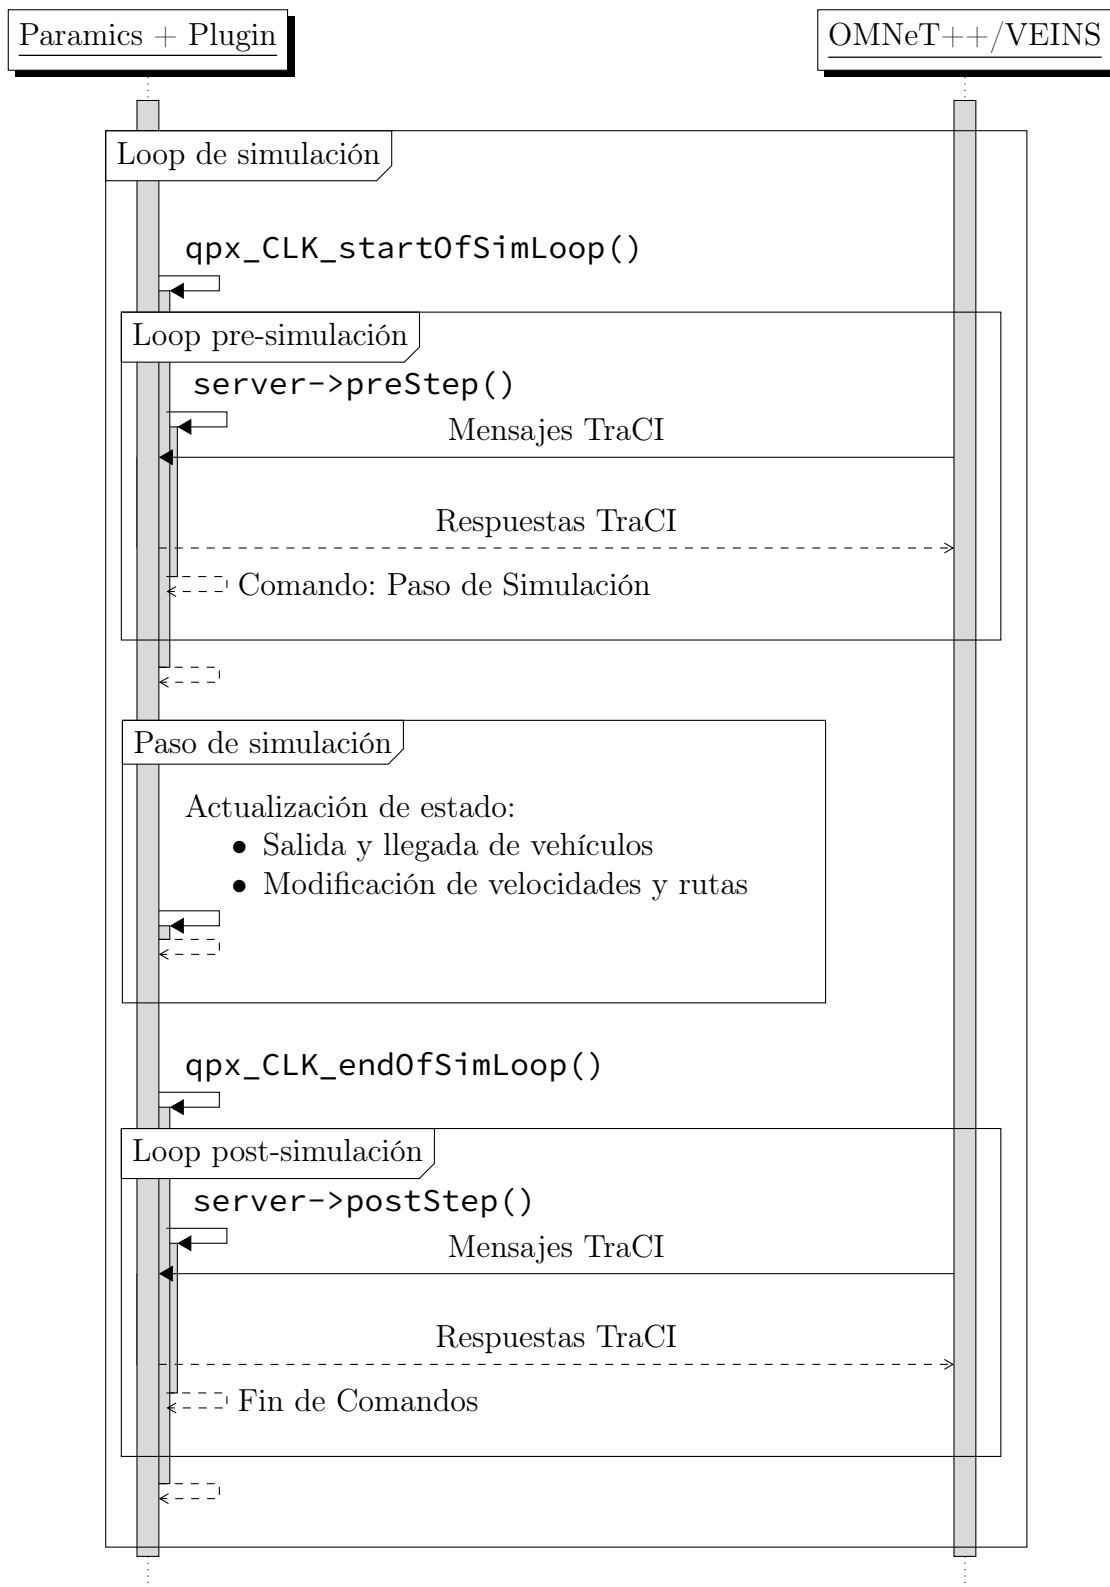 Paramics + Plugin
OMNeT++/VEINS
Loop de simulación
qpx_CLK_startOfSimLoop()
Loop pre-simulación
server->preStep()
Mensajes TraCI
Respuestas TraCI
Comando: Paso de Simulación
Paso de simulación
Actualización de estado:
• Salida y llegada de vehículos
• Modificación de velocidades y rutas
qpx_CLK_endOfSimLoop()
Loop post-simulación
server->postStep()
Mensajes TraCI
Respuestas TraCI
Fin de Comandos